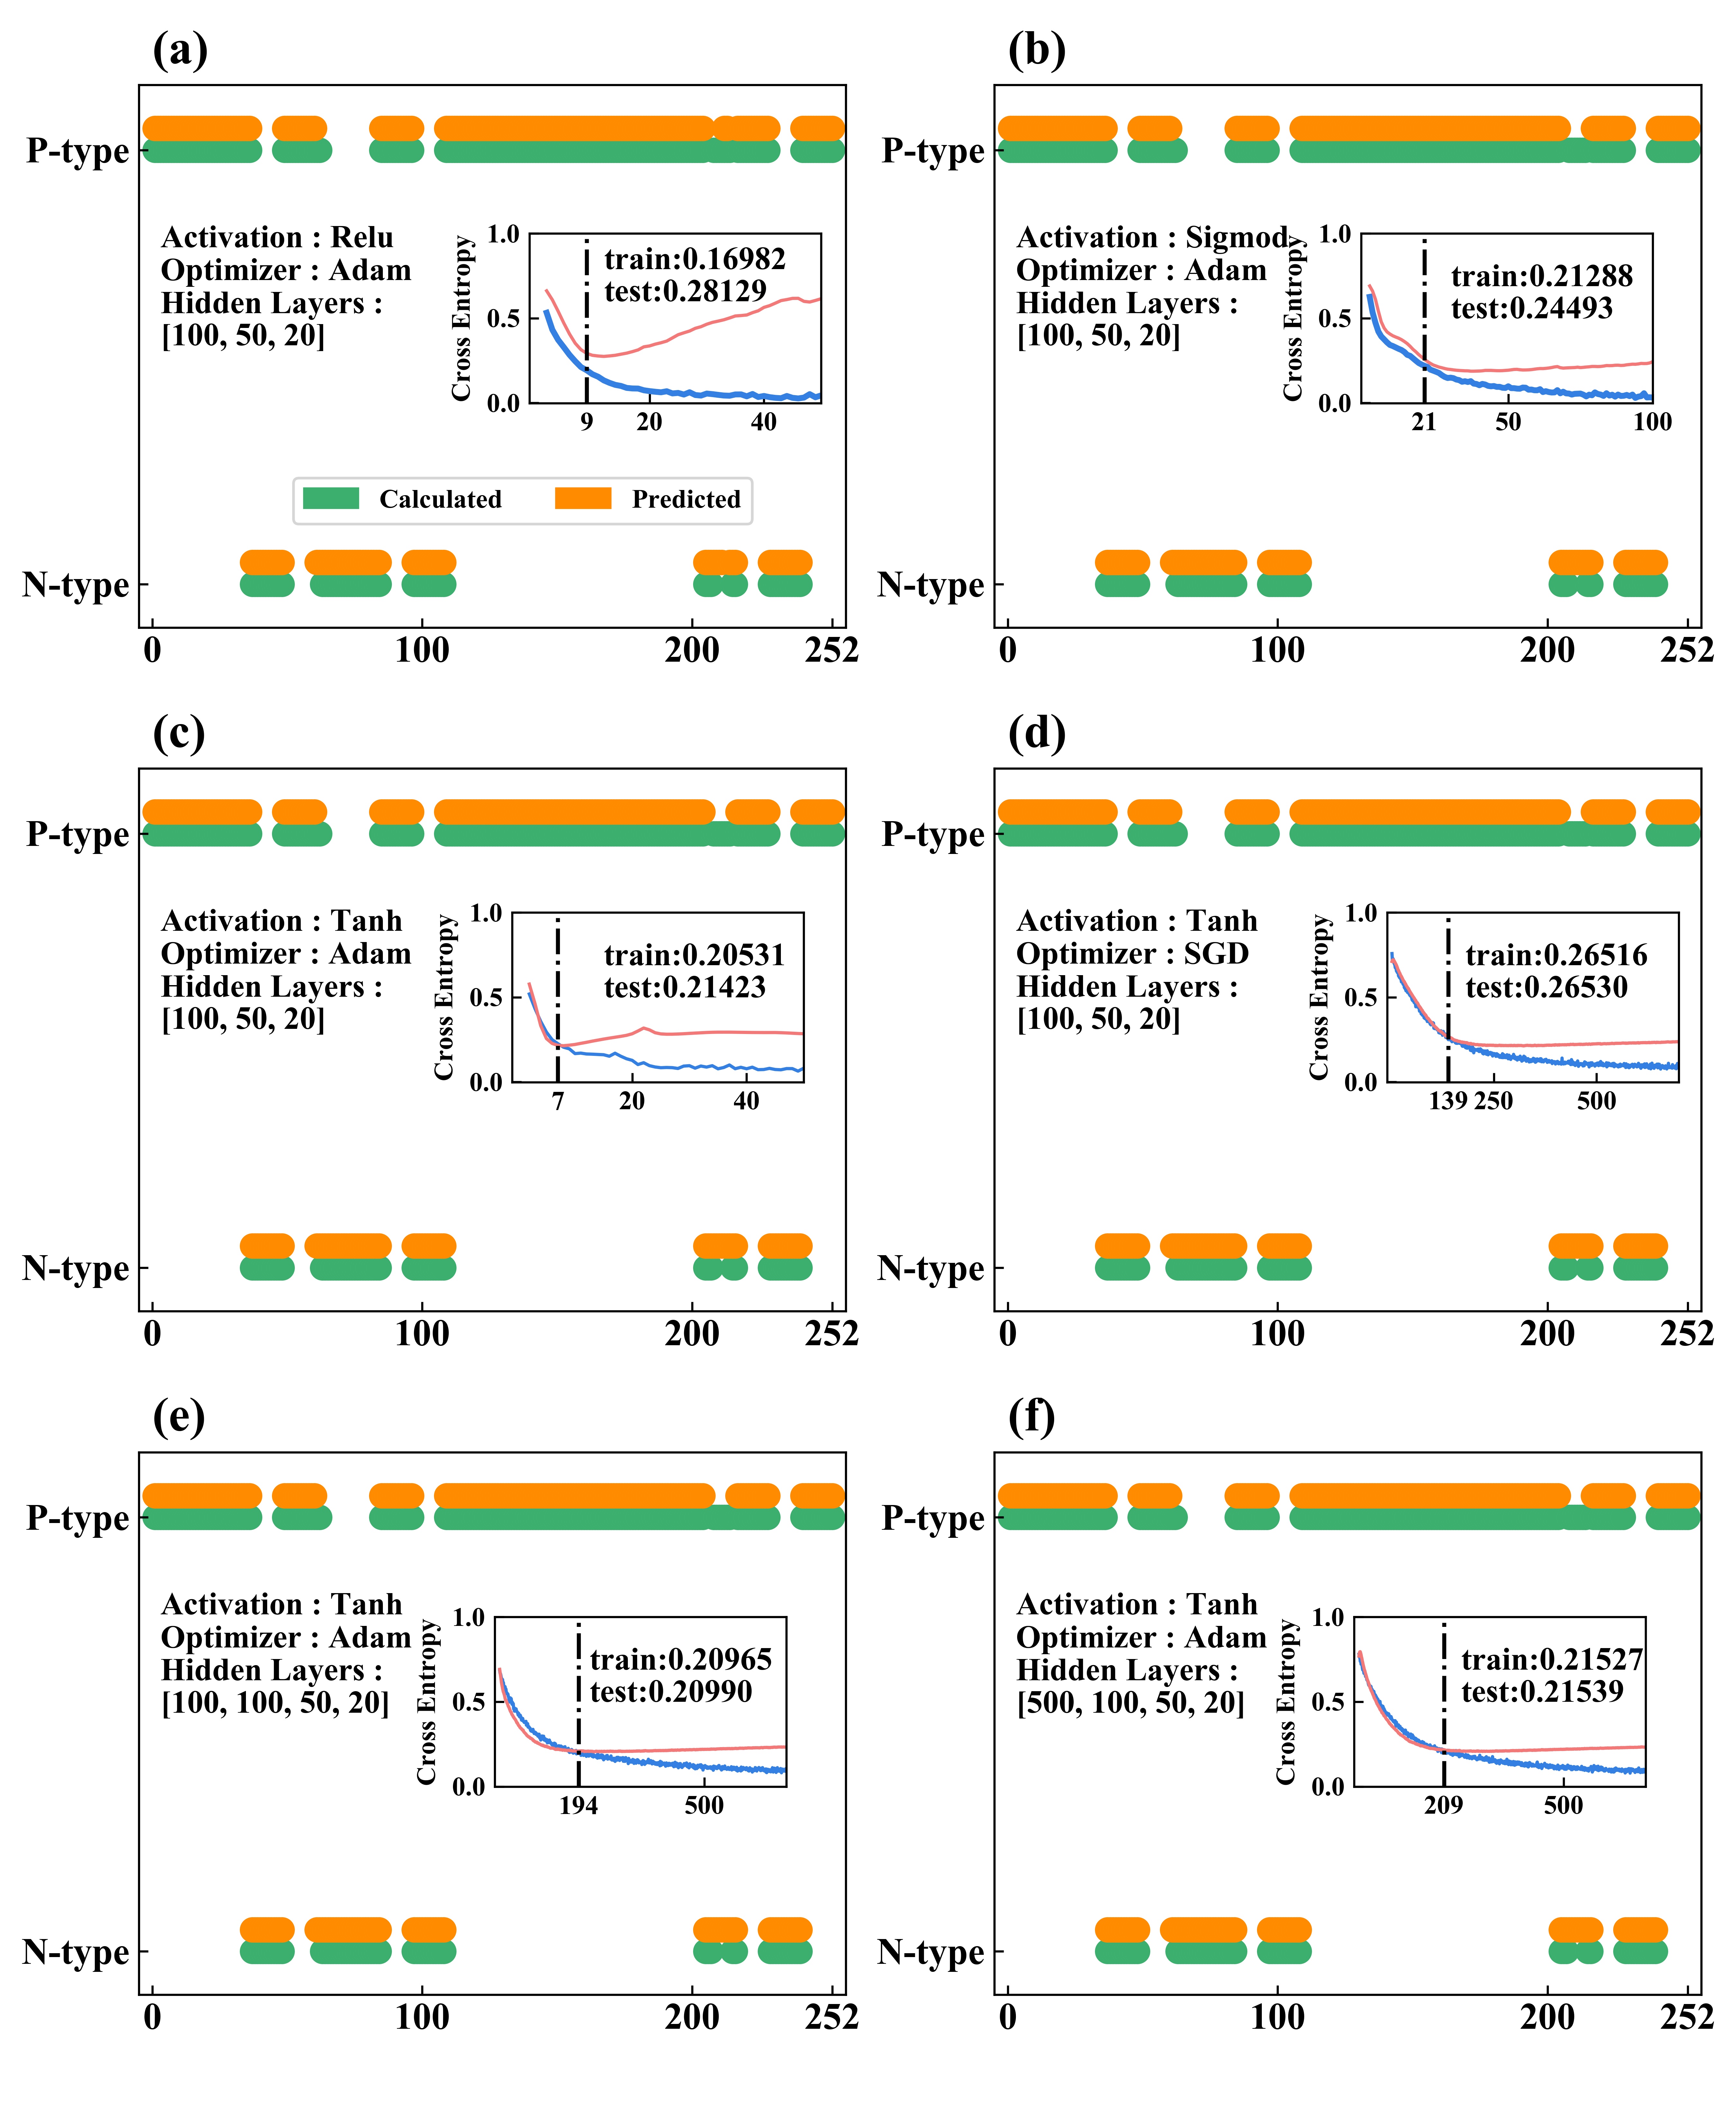 (a)
P-type
Activation : Relu
Optimizer : Adam
Hidden Layers :
[100, 50, 20]
Cross Entropy
1.0
0.5
0.0
train:0.16982
test:0.28129
9 20 40
Calculated Predicted
N-type
0 100 200 252
(b)
P-type
Activation : Sigmod
Optimizer : Adam
Hidden Layers :
[100, 50, 20]
Cross Entropy
1.0
0.5
0.0
train:0.21288
test:0.24493
21 50 100
N-type
0 100 200 252
(c)
P-type
Activation : Tanh
Optimizer : Adam
Hidden Layers :
[100, 50, 20]
Cross Entropy
1.0
0.5
0.0
train:0.20531
test:0.21423
7 20 40
N-type
0 100 200 252
(d)
P-type
Activation : Tanh
Optimizer : SGD
Hidden Layers :
[100, 50, 20]
Cross Entropy
1.0
0.5
0.0
train:0.26516
test:0.26530
139 250 500
N-type
0 100 200 252
(e)
P-type
Activation : Tanh
Optimizer : Adam
Hidden Layers :
[100, 100, 50, 20]
Cross Entropy
1.0
0.5
0.0
train:0.20965
test:0.20990
194 500
N-type
0 100 200 252
(f)
P-type
Activation : Tanh
Optimizer : Adam
Hidden Layers :
[500, 100, 50, 20]
Cross Entropy
1.0
0.5
0.0
train:0.21527
test:0.21539
209 500
N-type
0 100 200 252